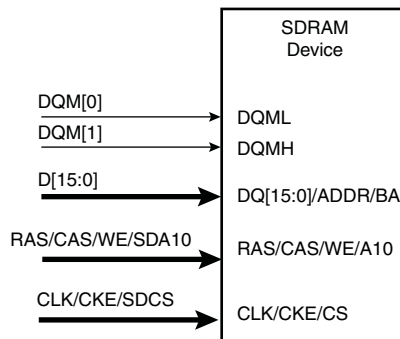 SDRAM
Device
DQM[0]
DQML
DQM[1]
DQMH
D[15:0]
DQ[15:0]/ADDR/BA
RAS/CAS/WE/SDA10
RAS/CAS/WE/A10
CLK/CKE/SDCS
CLK/CKE/CS